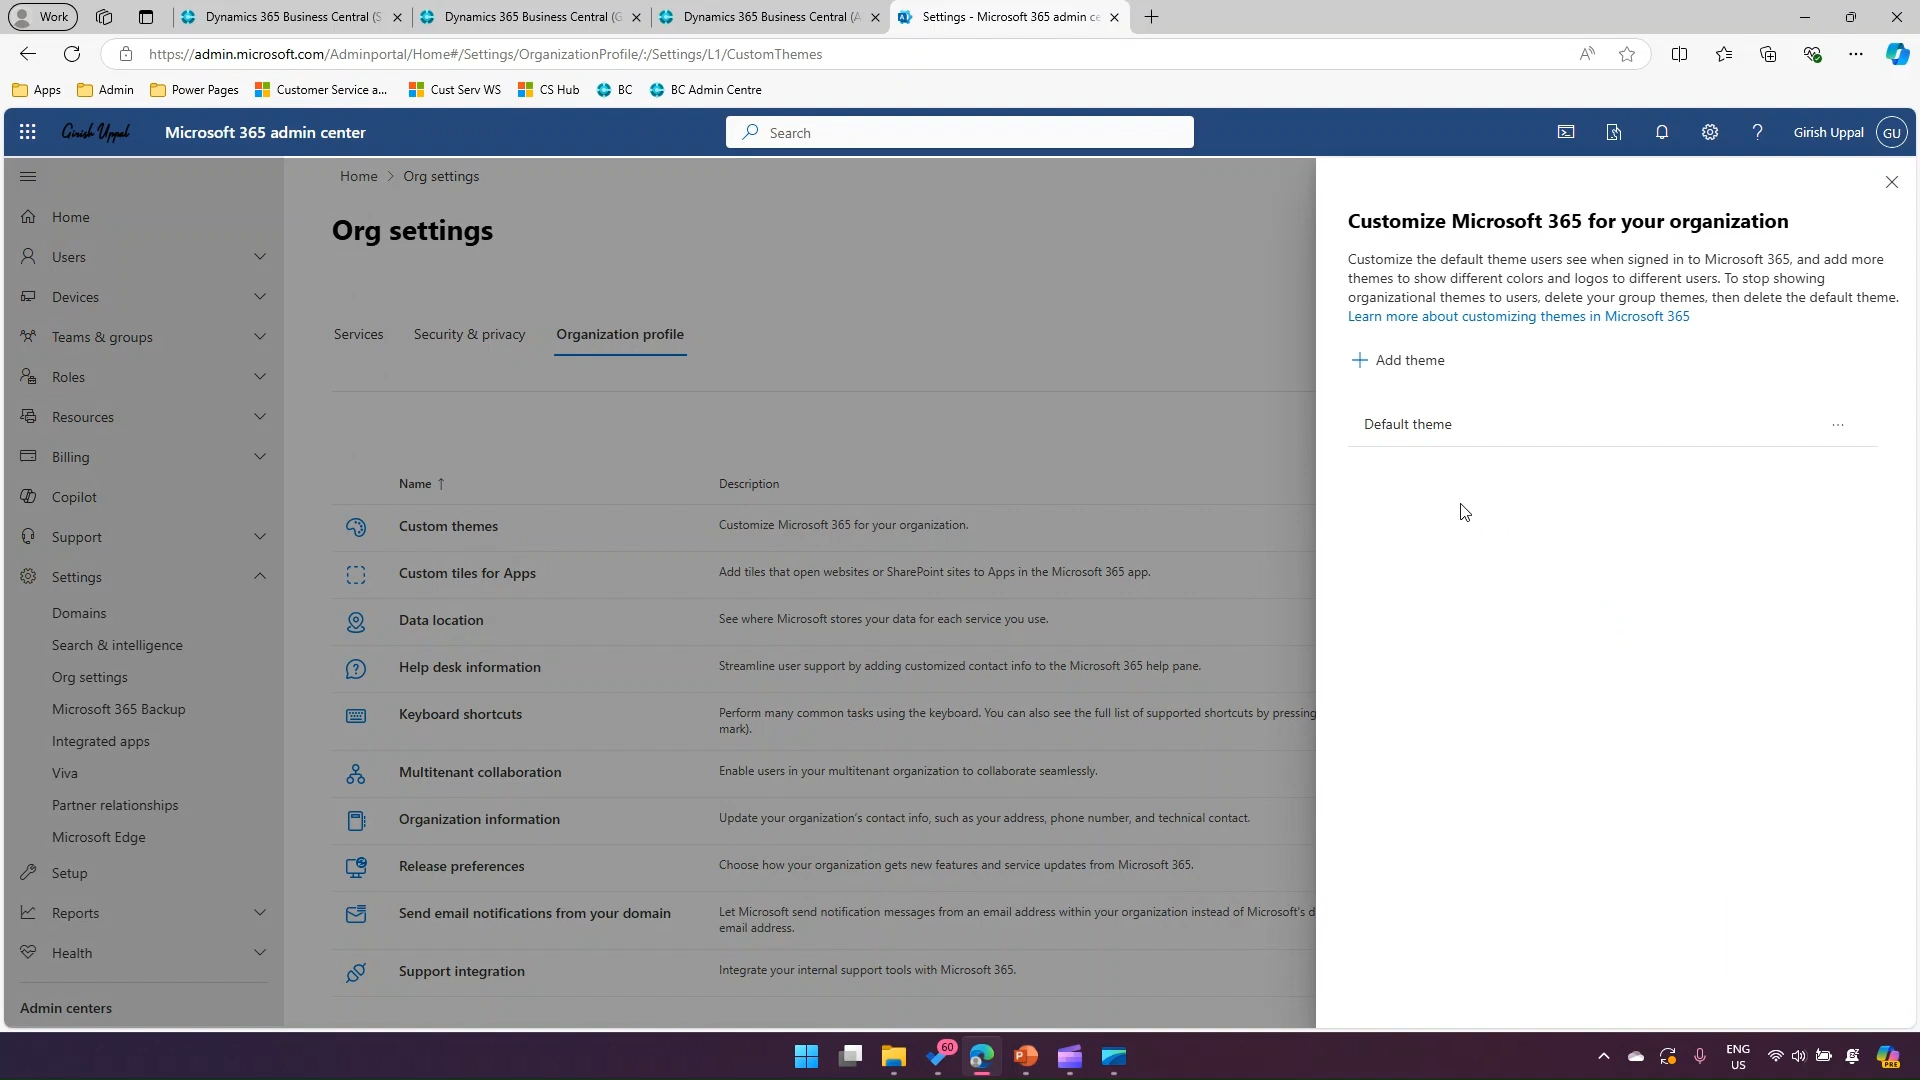 Work
Dynamics 365 Business Central (S
Dynamics 365 Business Central (G
Dynamics 365 Business Central (A
Settings - Microsoft 365 admin ce
https://admin.microsoft.com/Adminportal/Home#/Settings/OrganizationProfile/:/Settings/L1/CustomThemes
Apps
Admin
Power Pages
Customer Service a...
Cust Serv WS
CS Hub
BC
BC Admin Centre
Girish Uppal
Microsoft 365 admin center
Search
Girish Uppal
GU
Home
Users
Devices
Teams & groups
Roles
Resources
Billing
Copilot
Support
Settings
Domains
Search & intelligence
Org settings
Microsoft 365 Backup
Integrated apps
Viva
Partner relationships
Microsoft Edge
Setup
Reports
Health
Admin centers
Home > Org settings
Org settings
Services
Security & privacy
Organization profile
Name ↑
Description
Custom themes
Customize Microsoft 365 for your organization.
Custom tiles for Apps
Add tiles that open websites or SharePoint sites to Apps in the Microsoft 365 app.
Data location
See where Microsoft stores your data for each service you use.
Help desk information
Streamline user support by adding customized contact info to the Microsoft 365 help pane.
Keyboard shortcuts
Perform many common tasks using the keyboard. You can also see the full list of supported shortcuts by pressing
mark).
Multitenant collaboration
Enable users in your multitenant organization to collaborate seamlessly.
Organization information
Update your organization's contact info, such as your address, phone number, and technical contact.
Release preferences
Choose how your organization gets new features and service updates from Microsoft 365.
Send email notifications from your domain
Let Microsoft send notification messages from an email address within your organization instead of Microsoft's d
email address.
Support integration
Integrate your internal support tools with Microsoft 365.
Customize Microsoft 365 for your organization
Customize the default theme users see when signed in to Microsoft 365, and add more
themes to show different colors and logos to different users. To stop showing
organizational themes to users, delete your group themes, then delete the default theme.
Learn more about customizing themes in Microsoft 365
Add theme
Default theme
60
ENG
US
PRE